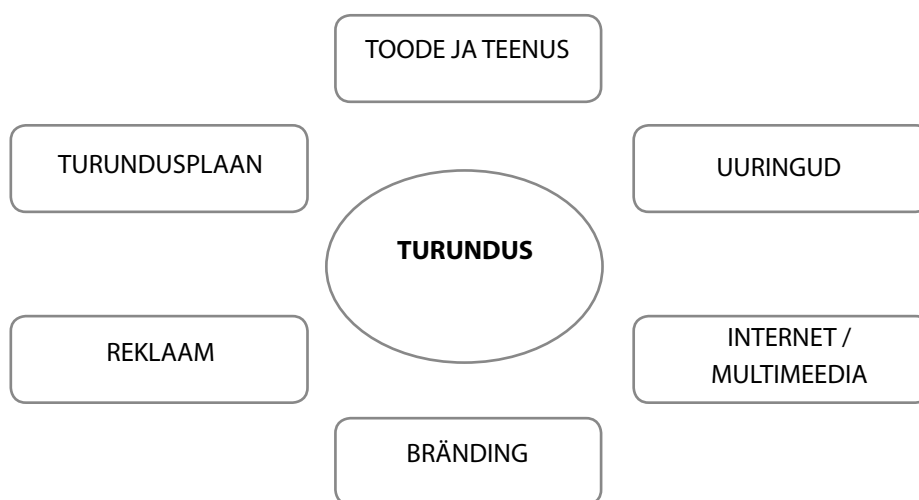 TOODE JA TEENUS
TURUNDUSPLAAN
UURINGUD
TURUNDUS
REKLAAM
INTERNET /
MULTIMEEDIA
BRÄNDING